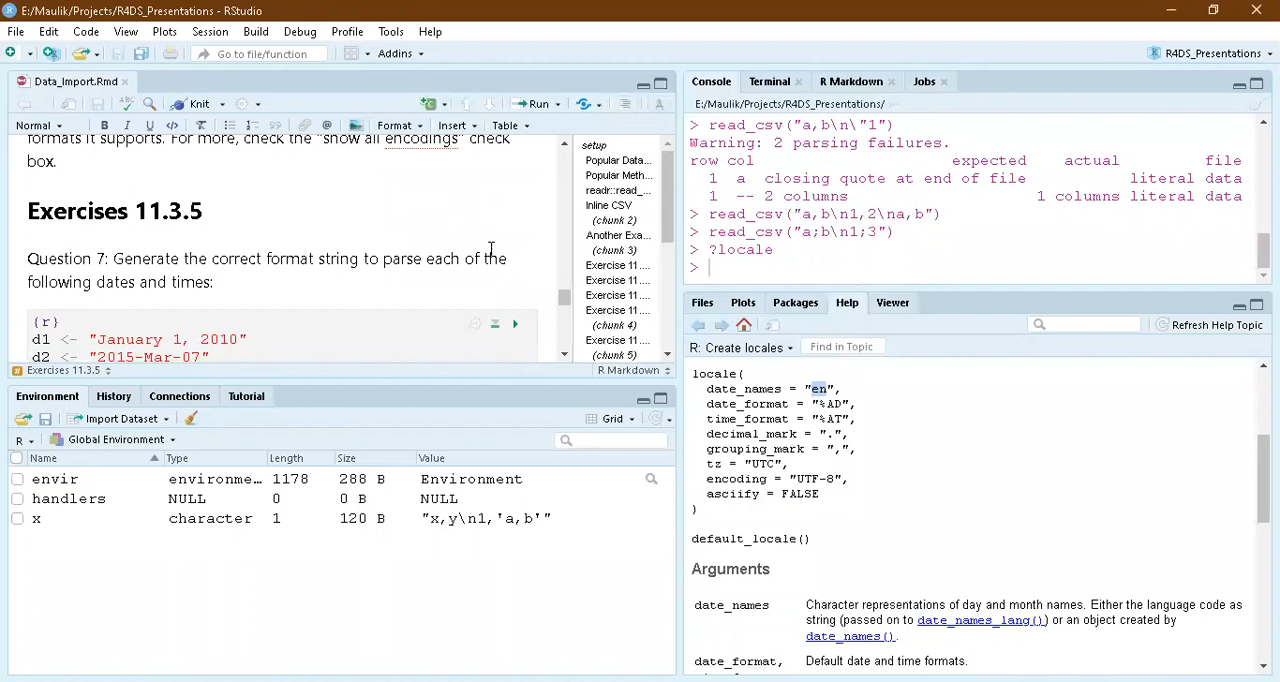 E:/Maulik/Projects/R4DS_Presentations - RStudio
File Edit Code View Plots Session Build Debug Profile Tools Help
Go to file/function Addins R4DS_Presentations
Data_Import.Rmd
Knit Run
Normal B I U Format Insert Table
formats it supports. For more, check the "show all encodings" check
box.
Exercises 11.3.5
Question 7: Generate the correct format string to parse each of the
following dates and times:
{r}
d1 <- "January 1, 2010"
d2 <- "2015-Mar-07"
setup
Popular Data...
Popular Met...
readr::read_...
Inline CSV
(chunk 2)
Another Exa...
(chunk 3)
Exercise 11....
Exercise 11....
Exercise 11....
Exercise 11....
(chunk 4)
Exercise 11....
(chunk 5)
Exercises 11.3.5 R Markdown
Environment History Connections Tutorial
Import Dataset Grid
R Global Environment
Name Type Length Size Value
envir environme... 1178 288 B Environment
handlers NULL 0 0 B NULL
x character 1 120 B "x,y\n1,'a,b'"
Console Terminal R Markdown Jobs
E:/Maulik/Projects/R4DS_Presentations/
> read_csv("a,b\n\"1")
Warning: 2 parsing failures.
row col expected actual file
1 a closing quote at end of file literal data
1 -- 2 columns 1 columns literal data
> read_csv("a,b\n1,2\na,b")
> read_csv("a;b\n1;3")
> ?locale
>
Files Plots Packages Help Viewer
Refresh Help Topic
R: Create locales Find in Topic
locale(
date_names = "en",
date_format = "%AD",
time_format = "%AT",
decimal_mark = ".",
grouping_mark = ",",
tz = "UTC",
encoding = "UTF-8",
asciify = FALSE
)
default_locale()
Arguments
date_names Character representations of day and month names. Either the language code as
string (passed on to date_names_lang() or an object created by
date_names().
date_format, Default date and time formats.